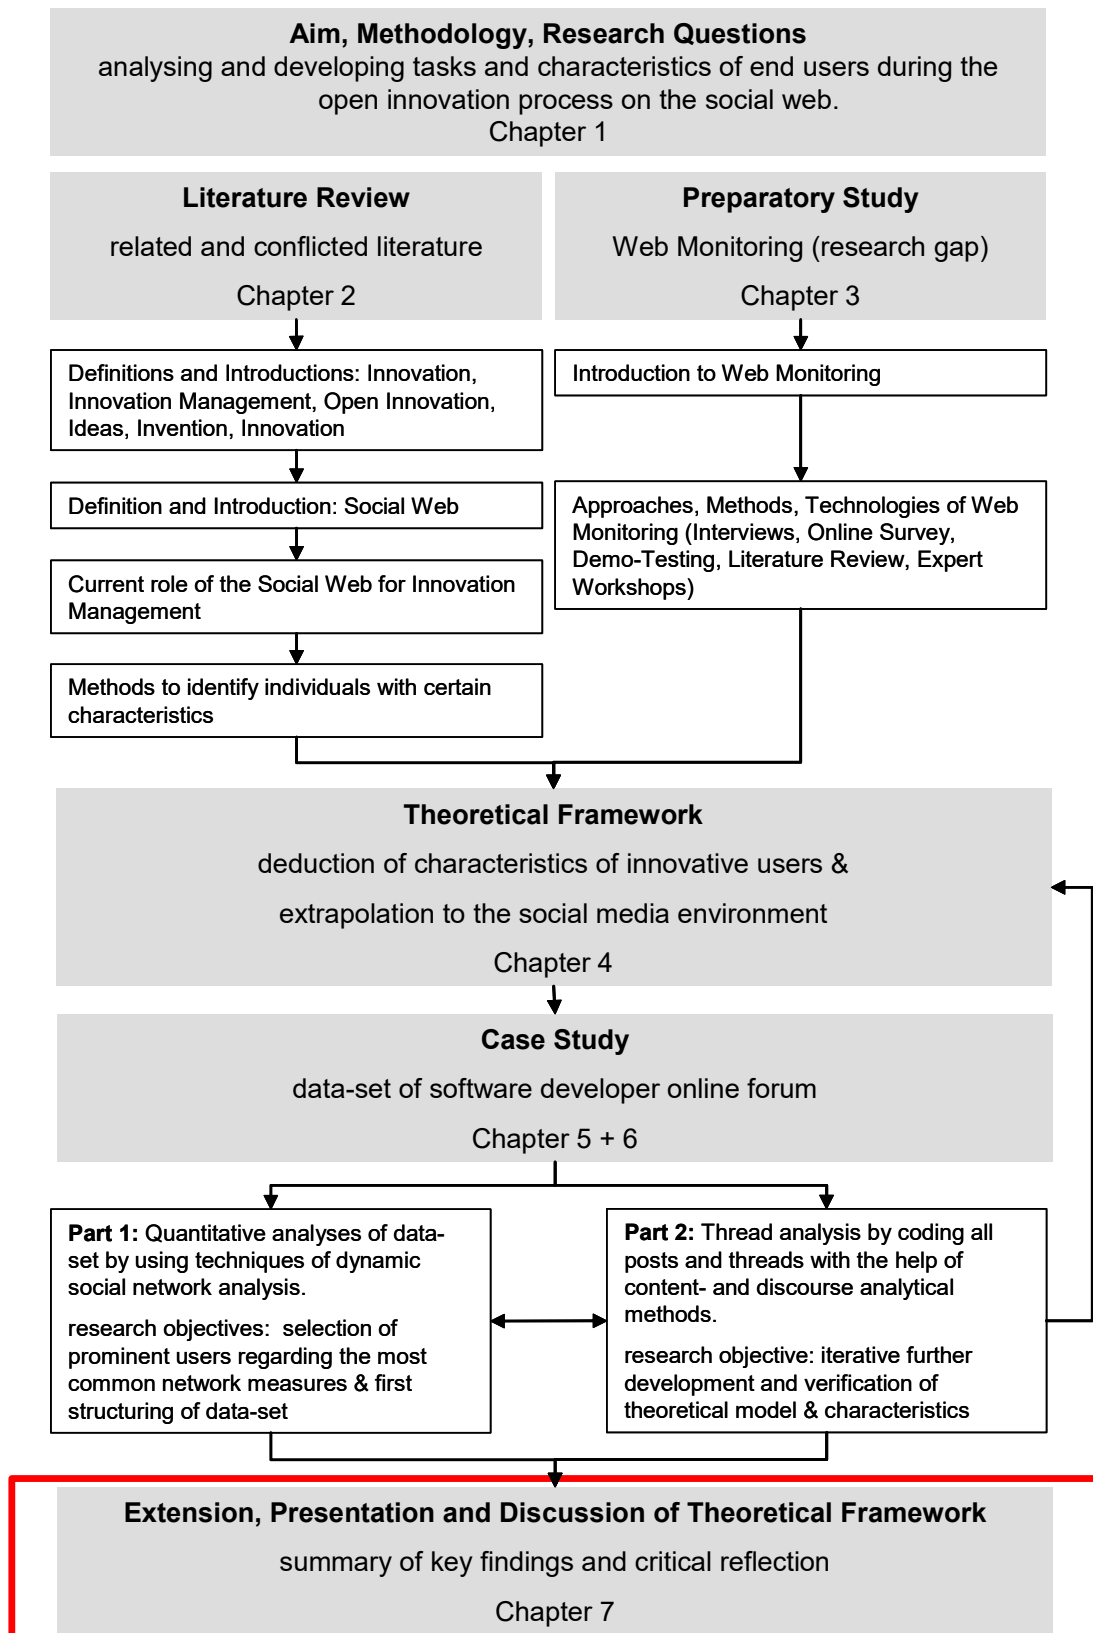 Aim, Methodology, Research Questions
analysing and developing tasks and characteristics of end users during the
open innovation process on the social web.
Chapter 1
Literature Review
related and conflicted literature
Chapter 2
Preparatory Study
Web Monitoring (research gap)
Chapter 3
Definitions and Introductions: Innovation,
Innovation Management, Open Innovation,
Ideas, Invention, Innovation
Definition and Introduction: Social Web
Current role of the Social Web for Innovation
Management
Methods to identify individuals with certain
characteristics
Introduction to Web Monitoring
Approaches, Methods, Technologies of Web
Monitoring (Interviews, Online Survey,
Demo-Testing, Literature Review, Expert
Workshops)
Theoretical Framework
deduction of characteristics of innovative users &
extrapolation to the social media environment
Chapter 4
Case Study
data-set of software developer online forum
Chapter 5 + 6
Part 1: Quantitative analyses of data-
set by using techniques of dynamic
social network analysis.
research objectives: selection of
prominent users regarding the most
common network measures & first
structuring of data-set
Part 2: Thread analysis by coding all
posts and threads with the help of
content- and discourse analytical
methods.
research objective: iterative further
development and verification of
theoretical model & characteristics
Extension, Presentation and Discussion of Theoretical Framework
summary of key findings and critical reflection
Chapter 7